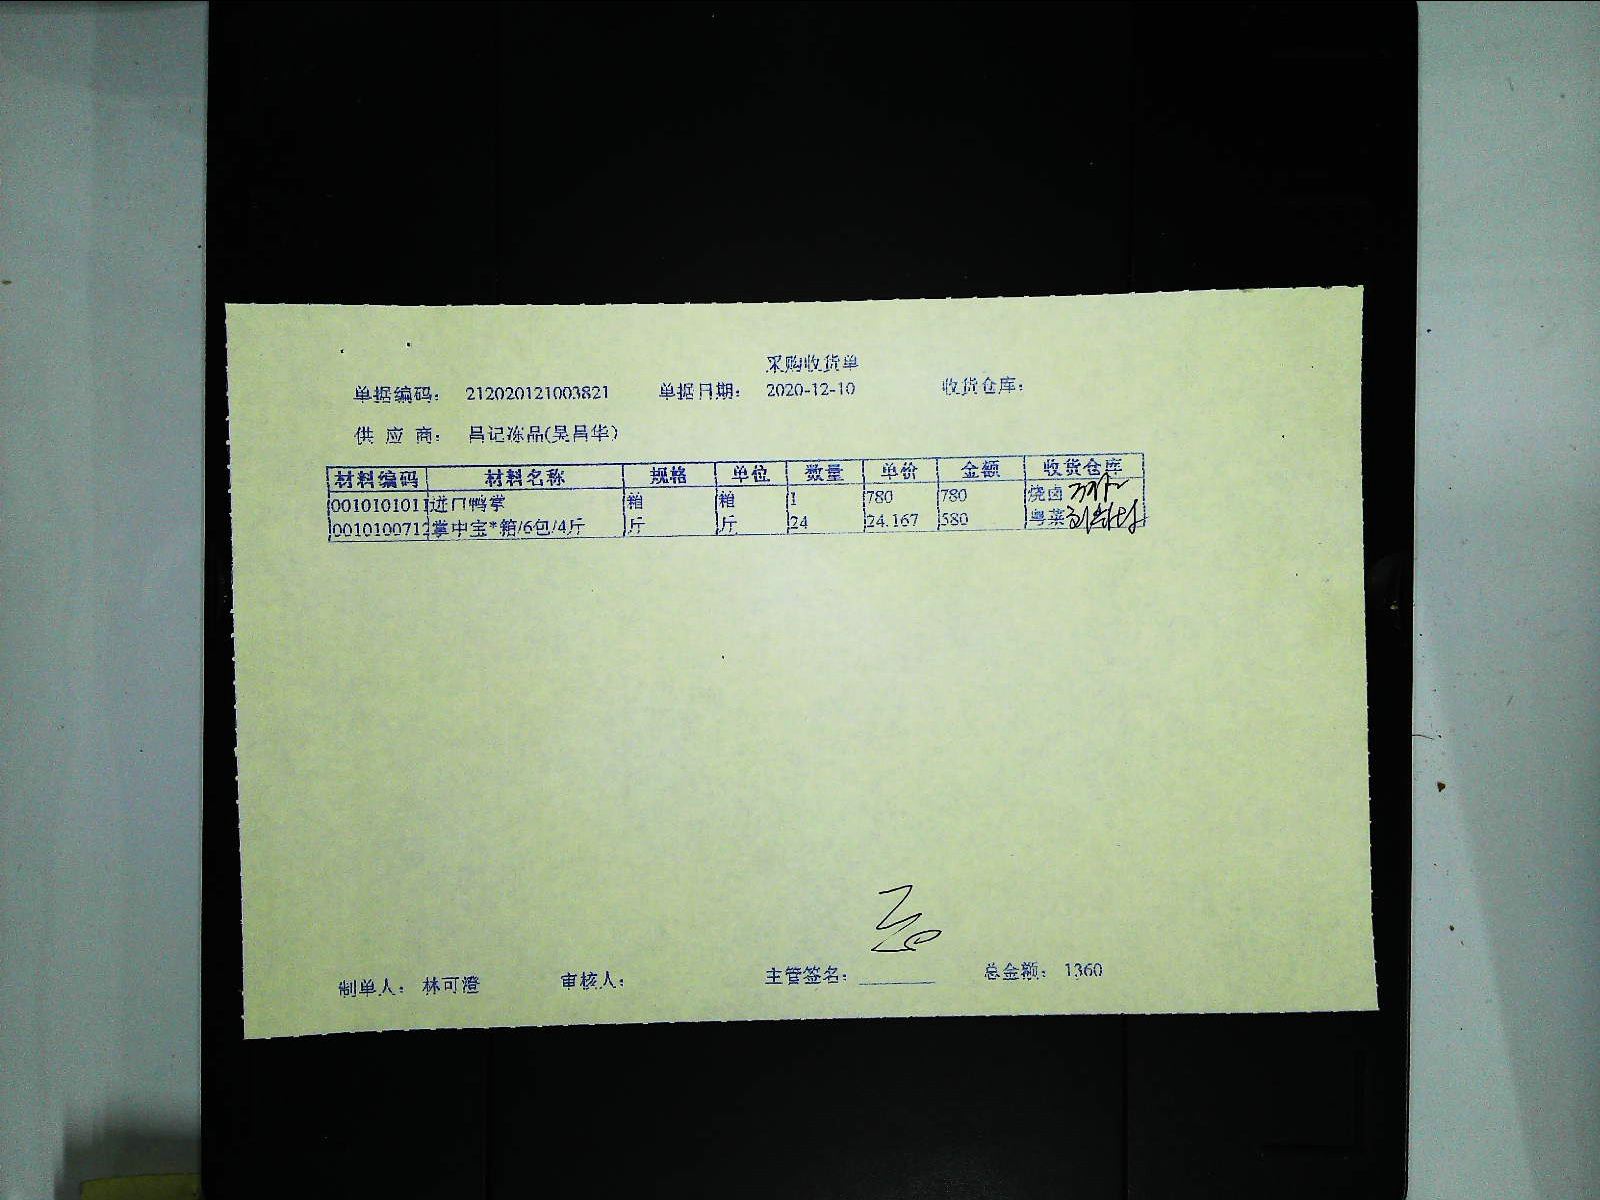 采购收货单
单据编码： 212020121003821 单据日期： 2020-12-10 收货仓库：
供 应 商： 昌记冻品(吴昌华)
材料编码 材料名称 规格 单位 数量 单价 金额 收货仓库
0010101011 进口鸭掌 箱 箱 1 780 780 烧卤
0010100712 掌中宝*箱/6包/4斤 斤 斤 24 24.167 580 粤菜
制单人： 林可澄 审核人： 主管签名： 总金额： 1360